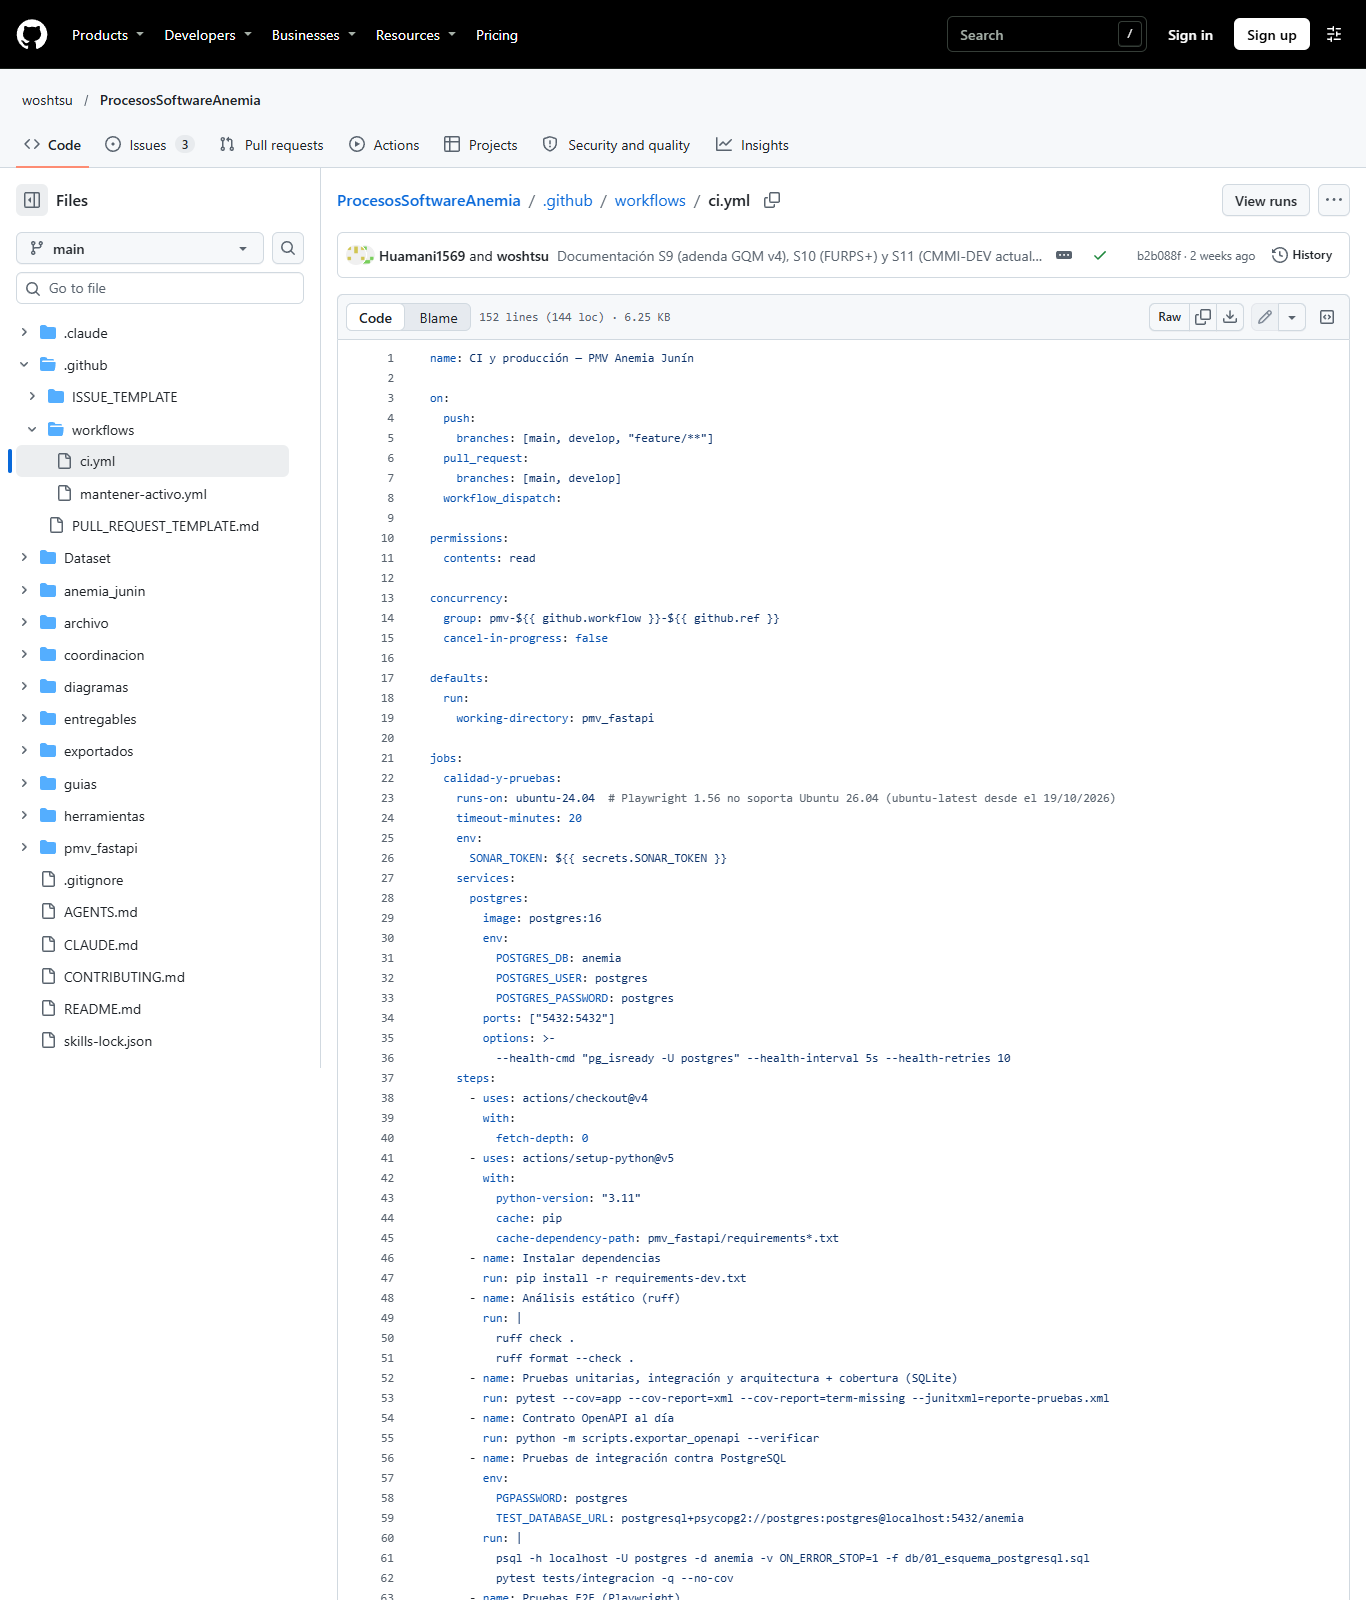 Products Developers Businesses Resources Pricing Search / Sign in Sign up
woshtsu / ProcesosSoftwareAnemia
Code Issues 3 Pull requests Actions Projects Security and quality Insights
Files
main
Go to file
.claude
.github
ISSUE_TEMPLATE
workflows
ci.yml
mantener-activo.yml
PULL_REQUEST_TEMPLATE.md
Dataset
anemia_junin
archivo
coordinacion
diagramas
entregables
exportados
guias
herramientas
pmv_fastapi
.gitignore
AGENTS.md
CLAUDE.md
CONTRIBUTING.md
README.md
skills-lock.json
ProcesosSoftwareAnemia / .github / workflows / ci.yml View runs
Huamani1569 and woshtsu Documentación S9 (adenda GQM v4), S10 (FURPS+) y S11 (CMMI-DEV actual... b2b088f · 2 weeks ago History
Code Blame 152 lines (144 loc) · 6.25 KB Raw
1 name: CI y producción — PMV Anemia Junín
2
3 on:
4 push:
5 branches: [main, develop, "feature/**"]
6 pull_request:
7 branches: [main, develop]
8 workflow_dispatch:
9
10 permissions:
11 contents: read
12
13 concurrency:
14 group: pmv-${{ github.workflow }}-${{ github.ref }}
15 cancel-in-progress: false
16
17 defaults:
18 run:
19 working-directory: pmv_fastapi
20
21 jobs:
22 calidad-y-pruebas:
23 runs-on: ubuntu-24.04 # Playwright 1.56 no soporta Ubuntu 26.04 (ubuntu-latest desde el 19/10/2026)
24 timeout-minutes: 20
25 env:
26 SONAR_TOKEN: ${{ secrets.SONAR_TOKEN }}
27 services:
28 postgres:
29 image: postgres:16
30 env:
31 POSTGRES_DB: anemia
32 POSTGRES_USER: postgres
33 POSTGRES_PASSWORD: postgres
34 ports: ["5432:5432"]
35 options: >-
36 --health-cmd "pg_isready -U postgres" --health-interval 5s --health-retries 10
37 steps:
38 - uses: actions/checkout@v4
39 with:
40 fetch-depth: 0
41 - uses: actions/setup-python@v5
42 with:
43 python-version: "3.11"
44 cache: pip
45 cache-dependency-path: pmv_fastapi/requirements*.txt
46 - name: Instalar dependencias
47 run: pip install -r requirements-dev.txt
48 - name: Análisis estático (ruff)
49 run: |
50 ruff check .
51 ruff format --check .
52 - name: Pruebas unitarias, integración y arquitectura + cobertura (SQLite)
53 run: pytest --cov=app --cov-report=xml --cov-report=term-missing --junitxml=reporte-pruebas.xml
54 - name: Contrato OpenAPI al día
55 run: python -m scripts.exportar_openapi --verificar
56 - name: Pruebas de integración contra PostgreSQL
57 env:
58 PGPASSWORD: postgres
59 TEST_DATABASE_URL: postgresql+psycopg2://postgres:postgres@localhost:5432/anemia
60 run: |
61 psql -h localhost -U postgres -d anemia -v ON_ERROR_STOP=1 -f db/01_esquema_postgresql.sql
62 pytest tests/integracion -q --no-cov
63 - name: Pruebas E2E (Playwright)